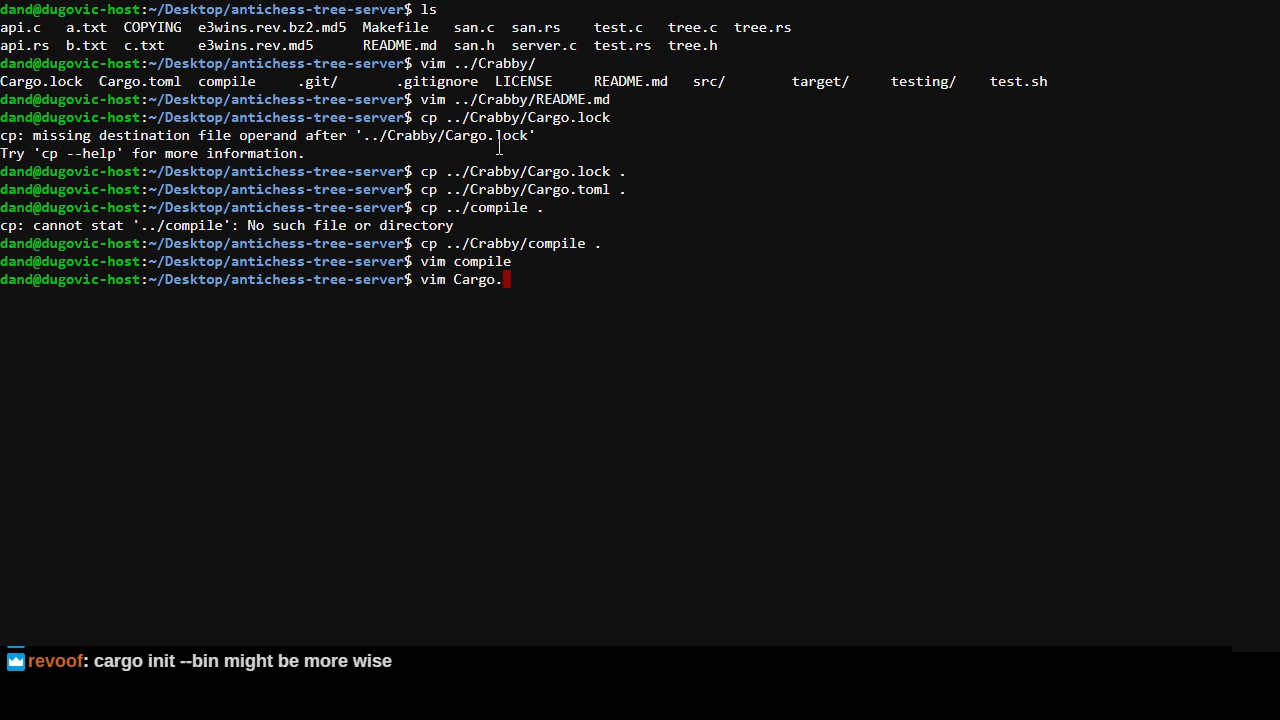 dand@dugovic-host:~/Desktop/antichess-tree-server$ ls
api.c   a.txt  COPYING  e3wins.rev.bz2.md5  Makefile   san.c  san.rs    test.c   tree.c  tree.rs
api.rs  b.txt  c.txt    e3wins.rev.md5      README.md  san.h  server.c  test.rs  tree.h
dand@dugovic-host:~/Desktop/antichess-tree-server$ vim ../Crabby/
Cargo.lock  Cargo.toml  compile     .git/       .gitignore  LICENSE     README.md   src/        target/     testing/    test.sh
dand@dugovic-host:~/Desktop/antichess-tree-server$ vim ../Crabby/README.md
dand@dugovic-host:~/Desktop/antichess-tree-server$ cp ../Crabby/Cargo.lock
cp: missing destination file operand after '../Crabby/Cargo.lock'
Try 'cp --help' for more information.
dand@dugovic-host:~/Desktop/antichess-tree-server$ cp ../Crabby/Cargo.lock .
dand@dugovic-host:~/Desktop/antichess-tree-server$ cp ../Crabby/Cargo.toml .
dand@dugovic-host:~/Desktop/antichess-tree-server$ cp ../compile .
cp: cannot stat '../compile': No such file or directory
dand@dugovic-host:~/Desktop/antichess-tree-server$ cp ../Crabby/compile .
dand@dugovic-host:~/Desktop/antichess-tree-server$ vim compile
dand@dugovic-host:~/Desktop/antichess-tree-server$ vim Cargo.
revoof: cargo init --bin might be more wise